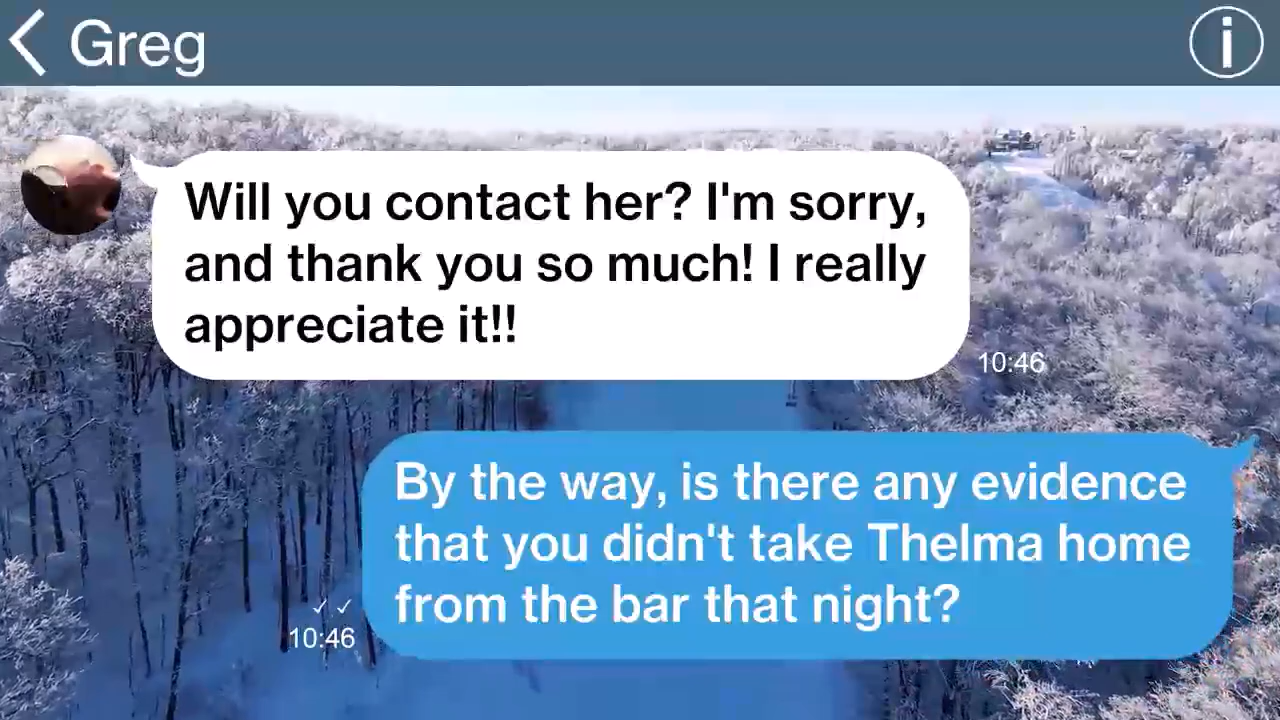 Greg
Will you contact her? I'm sorry,
and thank you so much! I really
appreciate it!!
10:46
By the way, is there any evidence
that you didn't take Thelma home
from the bar that night?
✓✓
10:46